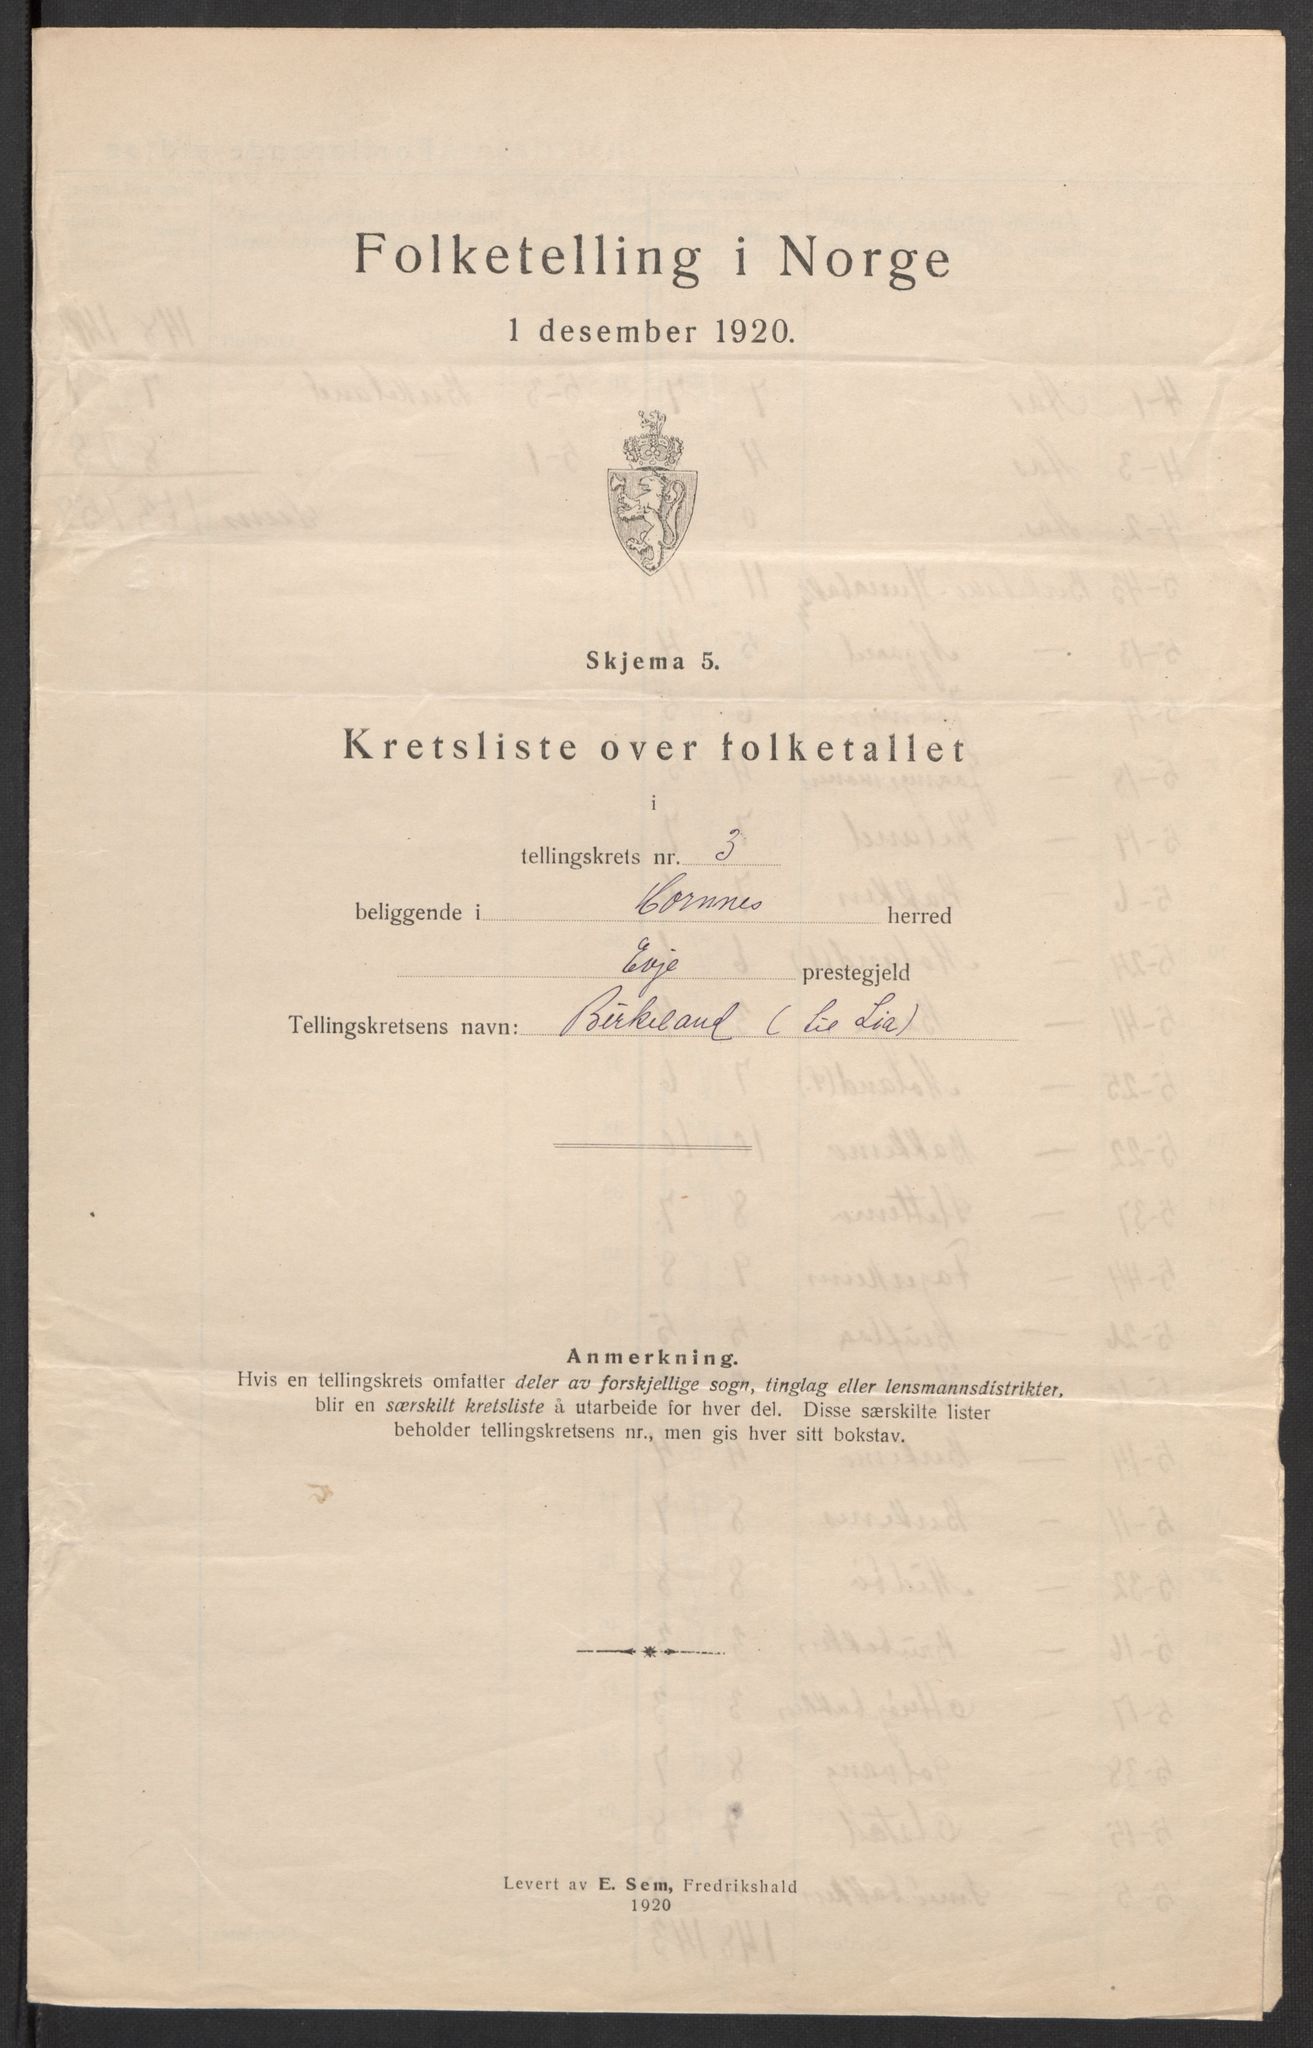 Folketelling i Norge
1 desember 1920.
Skjema 5.
Kretsliste over folketallet
i
tellingskrets nr. 3
beliggende i Hornnes herred
Evje prestegjeld
Tellingskretsens navn: Birkeland (til Lia)
Anmerkning.
Hvis en tellingskrets omfatter deler av forskjellige sogn, tinglag eller lensmannsdistrikter,
blir en særskilt kretsliste å utarbeide for hver del. Disse særskilte lister
beholder tellingskretsens nr., men gis hver sitt bokstav.
Levert av E. Sem, Fredrikshald
1920